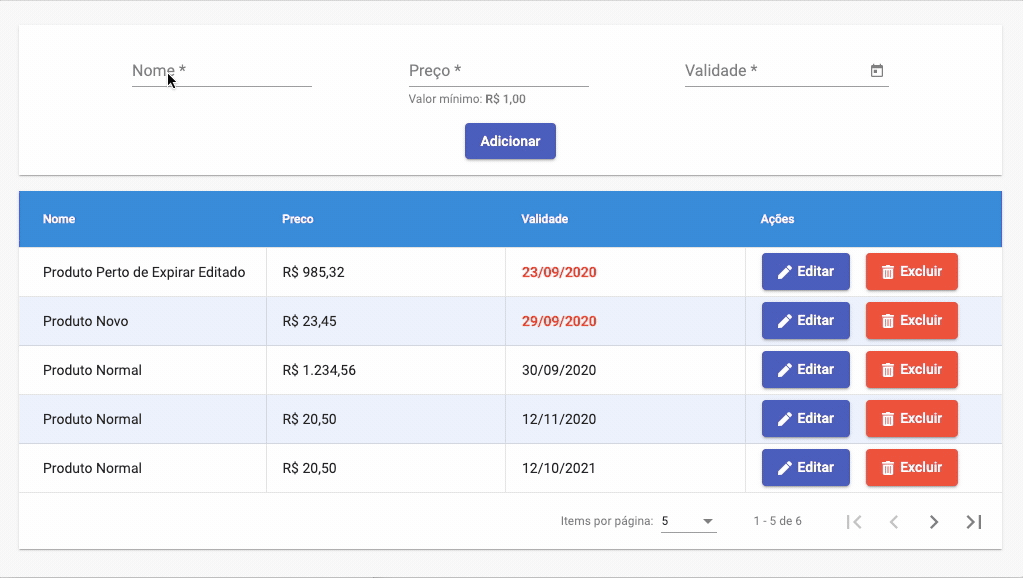 Nome * Preço * Validade *
Valor mínimo: R$ 1,00
Adicionar
Nome Preco Validade Ações
Produto Perto de Expirar Editado R$ 985,32 23/09/2020 Editar Excluir
Produto Novo R$ 23,45 29/09/2020 Editar Excluir
Produto Normal R$ 1.234,56 30/09/2020 Editar Excluir
Produto Normal R$ 20,50 12/11/2020 Editar Excluir
Produto Normal R$ 20,50 12/10/2021 Editar Excluir
Items por página: 5 1 - 5 de 6